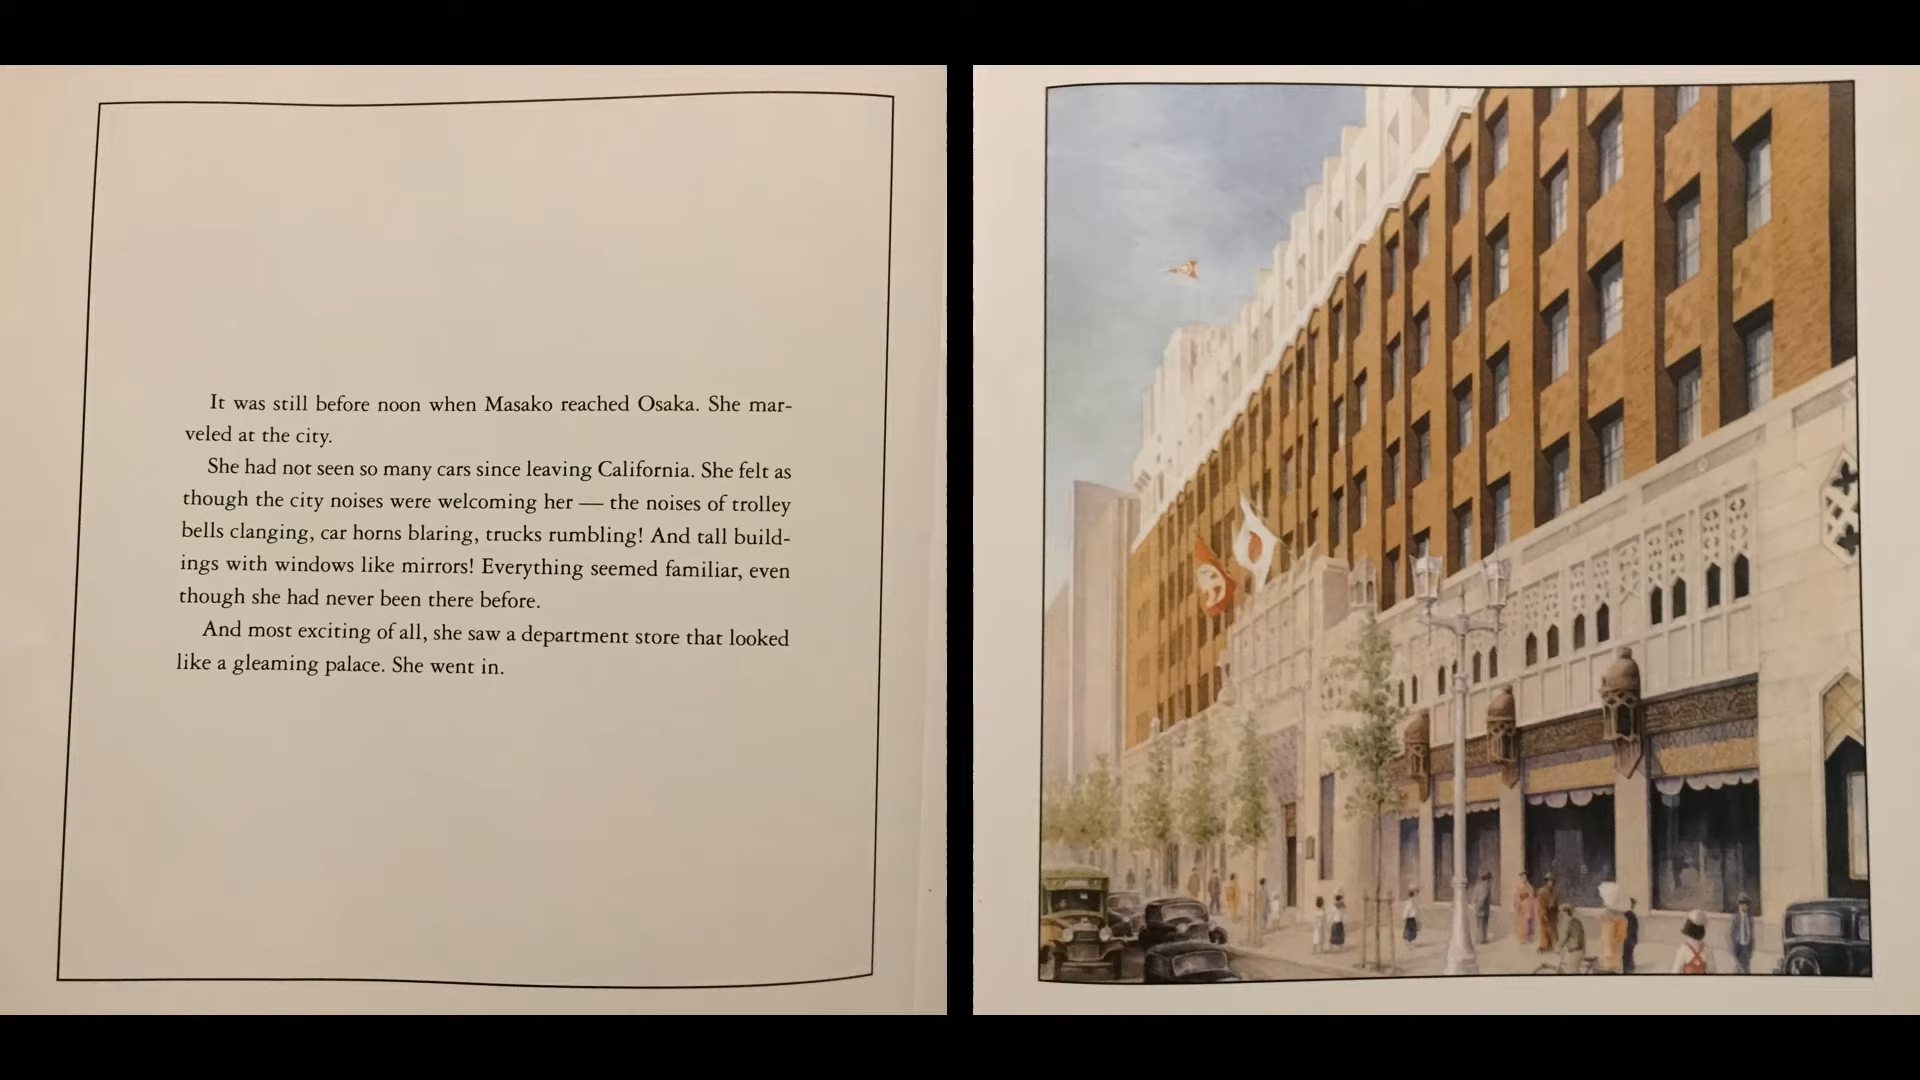 It was still before noon when Masako reached Osaka. She mar-
veled at the city.
She had not seen so many cars since leaving California. She felt as
though the city noises were welcoming her — the noises of trolley
bells clanging, car horns blaring, trucks rumbling! And tall build-
ings with windows like mirrors! Everything seemed familiar, even
though she had never been there before.
And most exciting of all, she saw a department store that looked
like a gleaming palace. She went in.